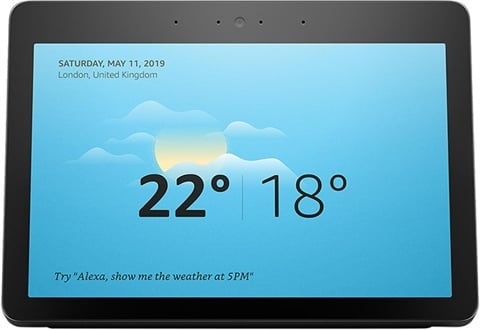 SATURDAY, MAY 11, 2019
London, United Kingdom
22° 18°
Try "Alexa, show me the weather at 5PM"